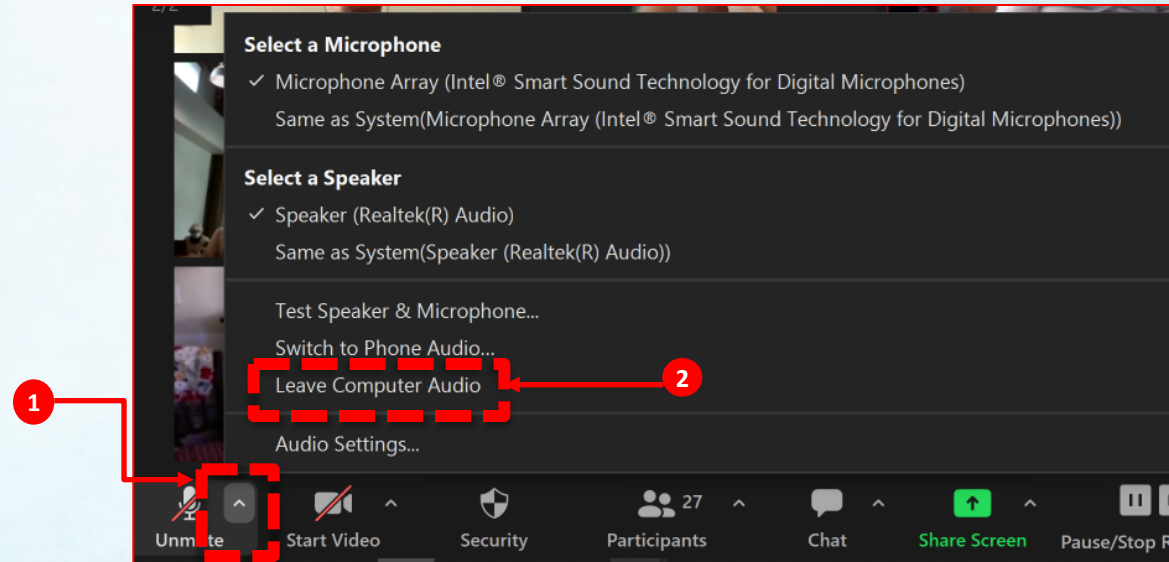 2/2
Select a Microphone
✓ Microphone Array (Intel® Smart Sound Technology for Digital Microphones)
Same as System(Microphone Array (Intel® Smart Sound Technology for Digital Microphones))
Select a Speaker
✓ Speaker (Realtek(R) Audio)
Same as System(Speaker (Realtek(R) Audio))
Test Speaker & Microphone...
Switch to Phone Audio...
Leave Computer Audio
2
1
Audio Settings...
27
Unmute Start Video Security Participants Chat Share Screen Pause/Stop R